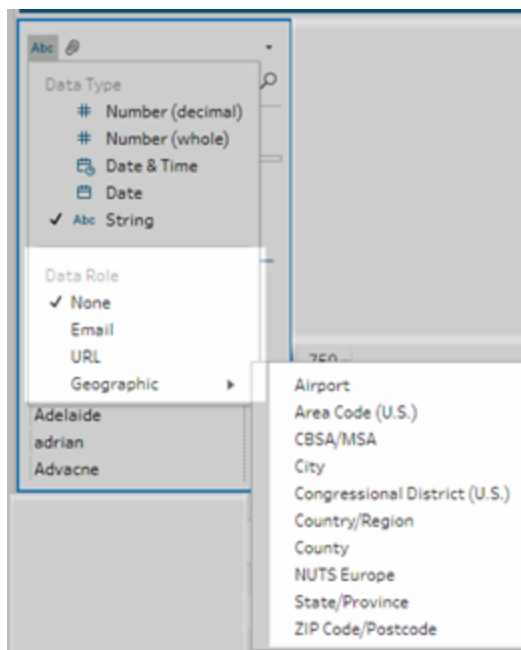 Abc
Data Type
# Number (decimal)
# Number (whole)
Date & Time
Date
✓ Abc String
Data Role
✓ None
Email
URL
Geographic
Adelaide
adrian
Advacne
Airport
Area Code (U.S.)
CBSA/MSA
City
Congressional District (U.S.)
Country/Region
County
NUTS Europe
State/Province
ZIP Code/Postcode